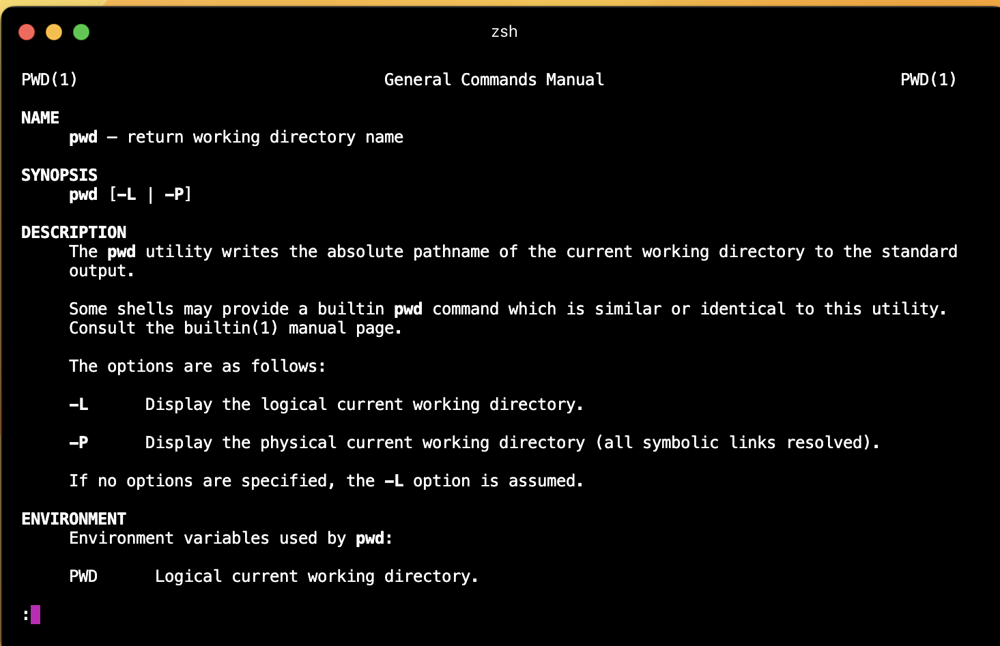 zsh
PWD(1) General Commands Manual PWD(1)
NAME
pwd – return working directory name
SYNOPSIS
pwd [-L | -P]
DESCRIPTION
The pwd utility writes the absolute pathname of the current working directory to the standard
output.
Some shells may provide a builtin pwd command which is similar or identical to this utility.
Consult the builtin(1) manual page.
The options are as follows:
-L Display the logical current working directory.
-P Display the physical current working directory (all symbolic links resolved).
If no options are specified, the -L option is assumed.
ENVIRONMENT
Environment variables used by pwd:
PWD Logical current working directory.
: